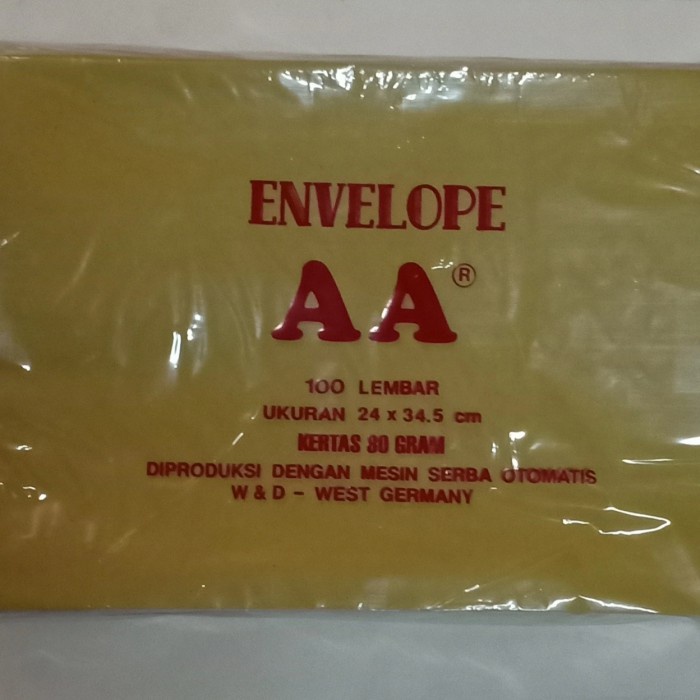 ENVELOPE
AA®
100 LEMBAR
UKURAN 24 x 34.5 cm
KERTAS 80 GRAM
DIPRODUKSI DENGAN MESIN SERBA OTOMATIS
W & D - WEST GERMANY